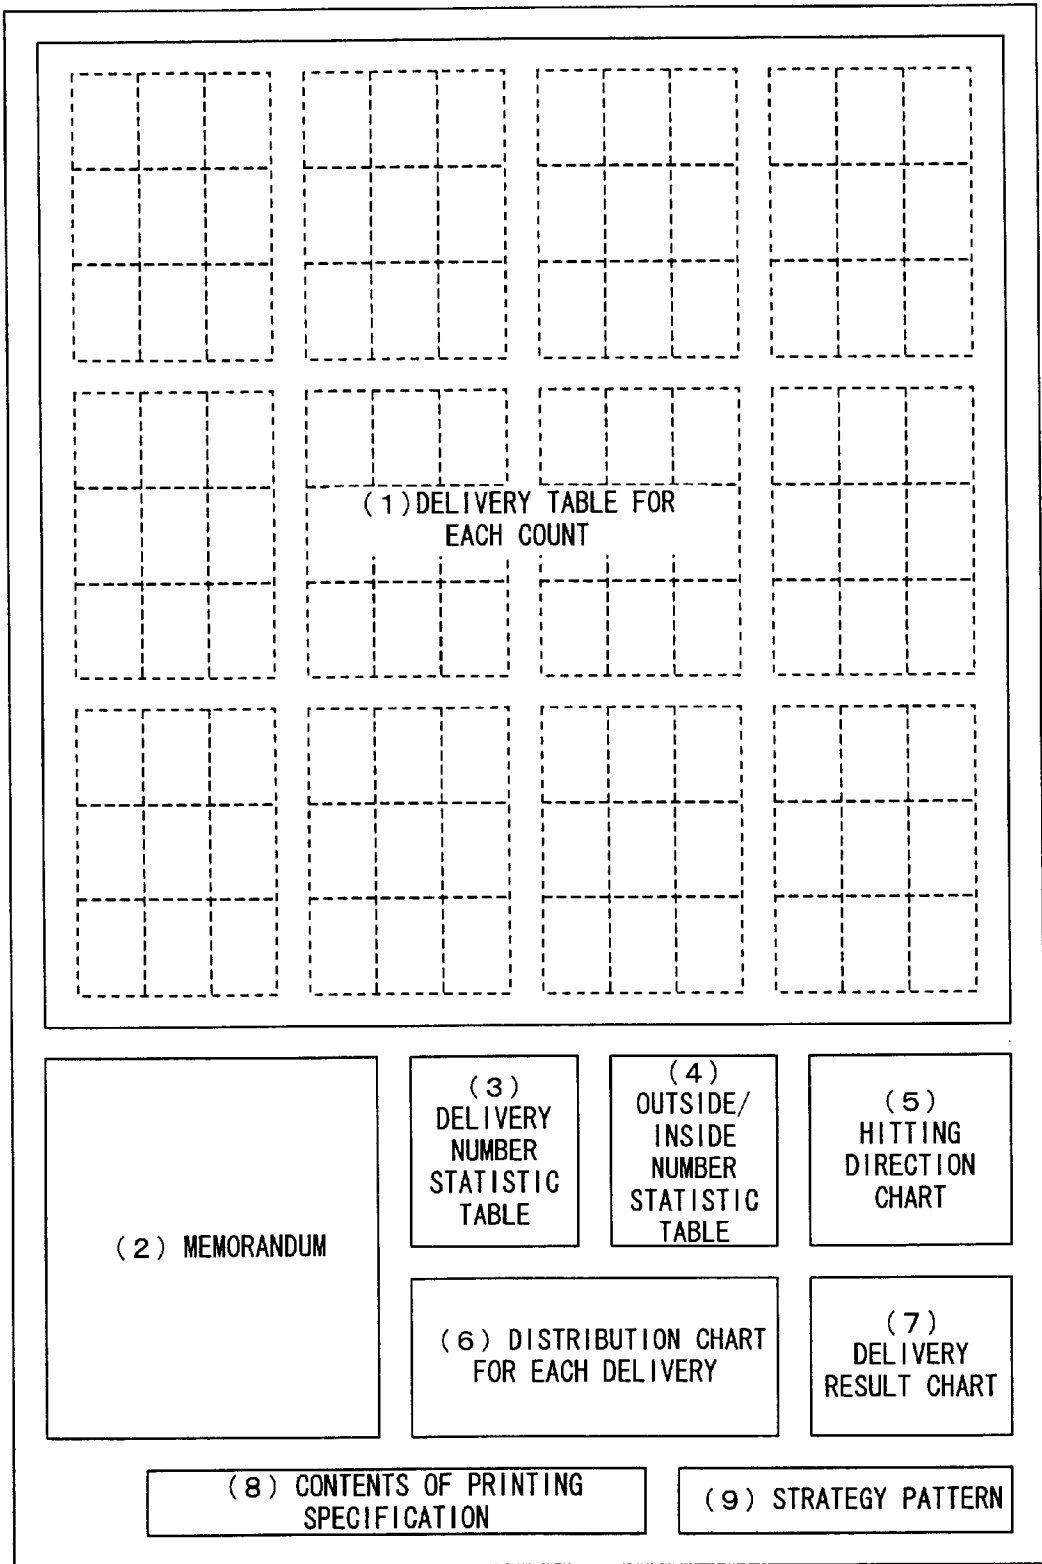 (1)DELIVERY TABLE FOR
EACH COUNT
(2) MEMORANDUM
(3)
DELIVERY
NUMBER
STATISTIC
TABLE
(4)
OUTSIDE/
INSIDE
NUMBER
STATISTIC
TABLE
(5)
HITTING
DIRECTION
CHART
(6) DISTRIBUTION CHART
FOR EACH DELIVERY
(7)
DELIVERY
RESULT CHART
(8) CONTENTS OF PRINTING
SPECIFICATION
(9) STRATEGY PATTERN